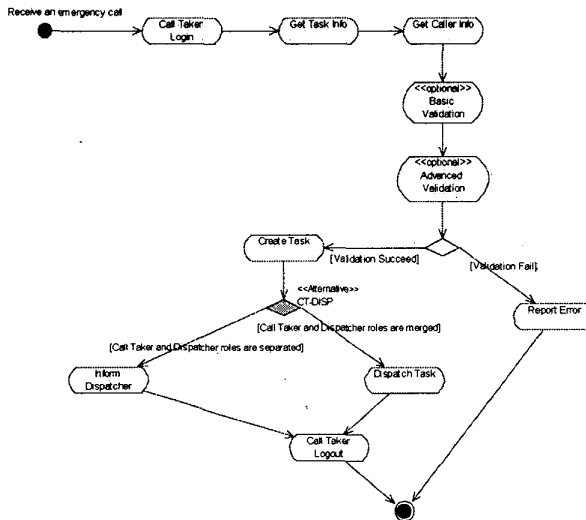 Receive an emergency call
Call Taker
Login
Get Task Info
Get Caller Info
<<optional>>
Basic
Validation
<<optional>>
Advanced
Validation
Create Task
[Validation Succeed]
[Validation Fail]
<<Alternative>>
CT-DISP
Report Error
[Call Taker and Dispatcher roles are merged]
[Call Taker and Dispatcher roles are separated]
Inform
Dispatcher
Dispatch Task
Call Taker
Logout